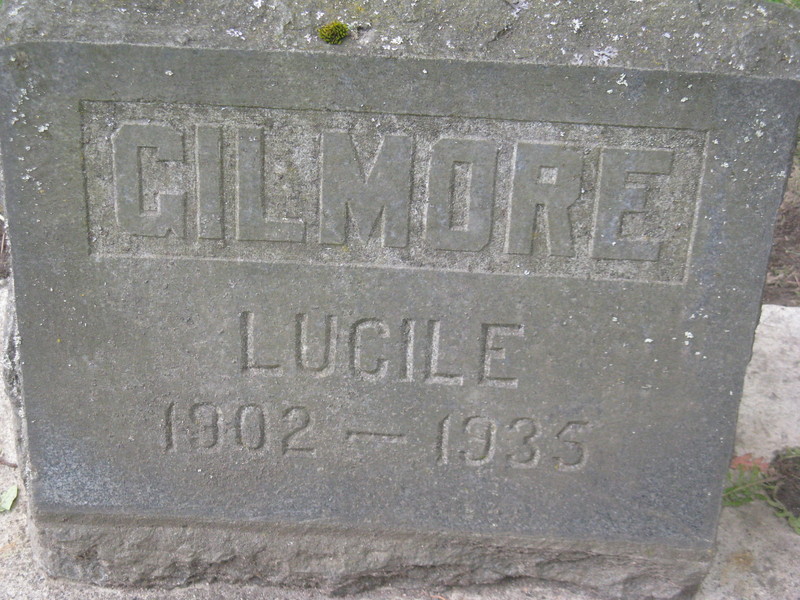 GILMORE
LUCILE
1902 — 1935